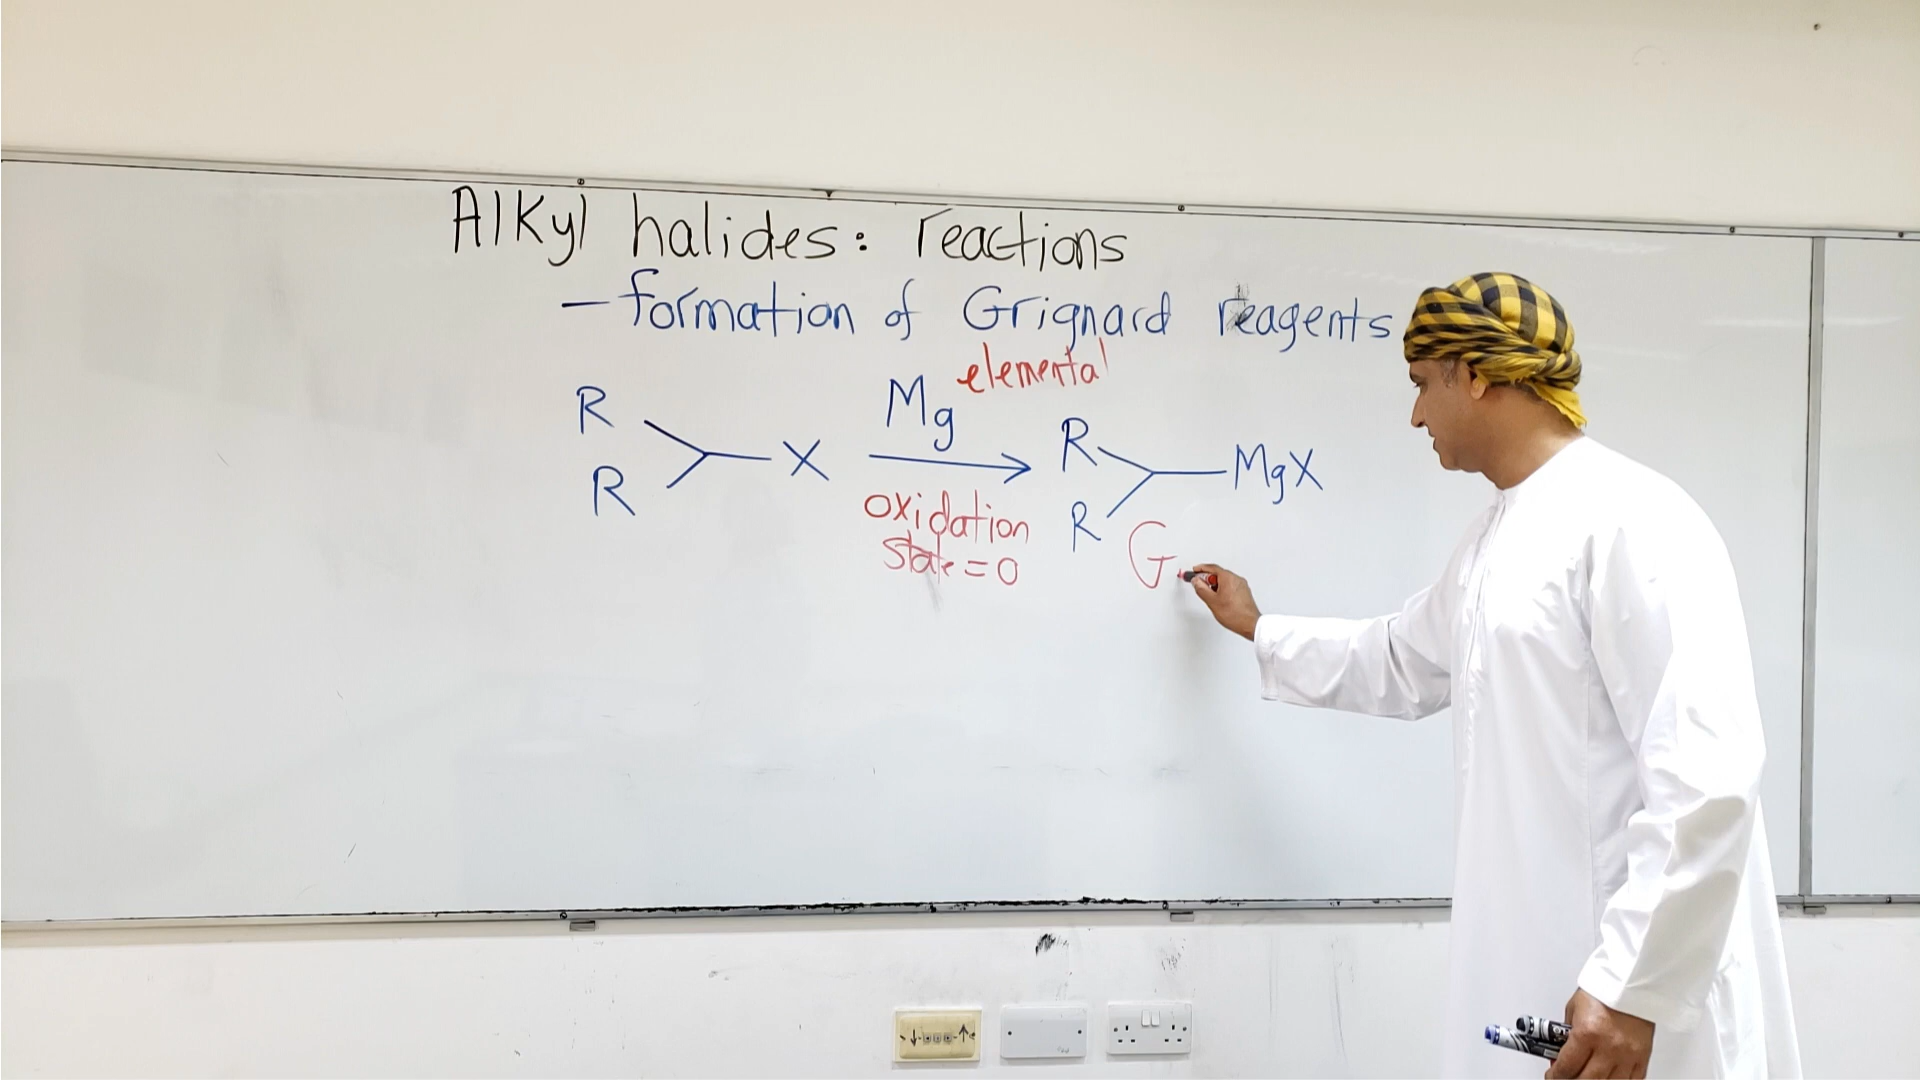 Alkyl halides: reactions
– formation of Grignard reagents
elemental
R Mg R
X MgX
R R
oxidation
state = 0
G